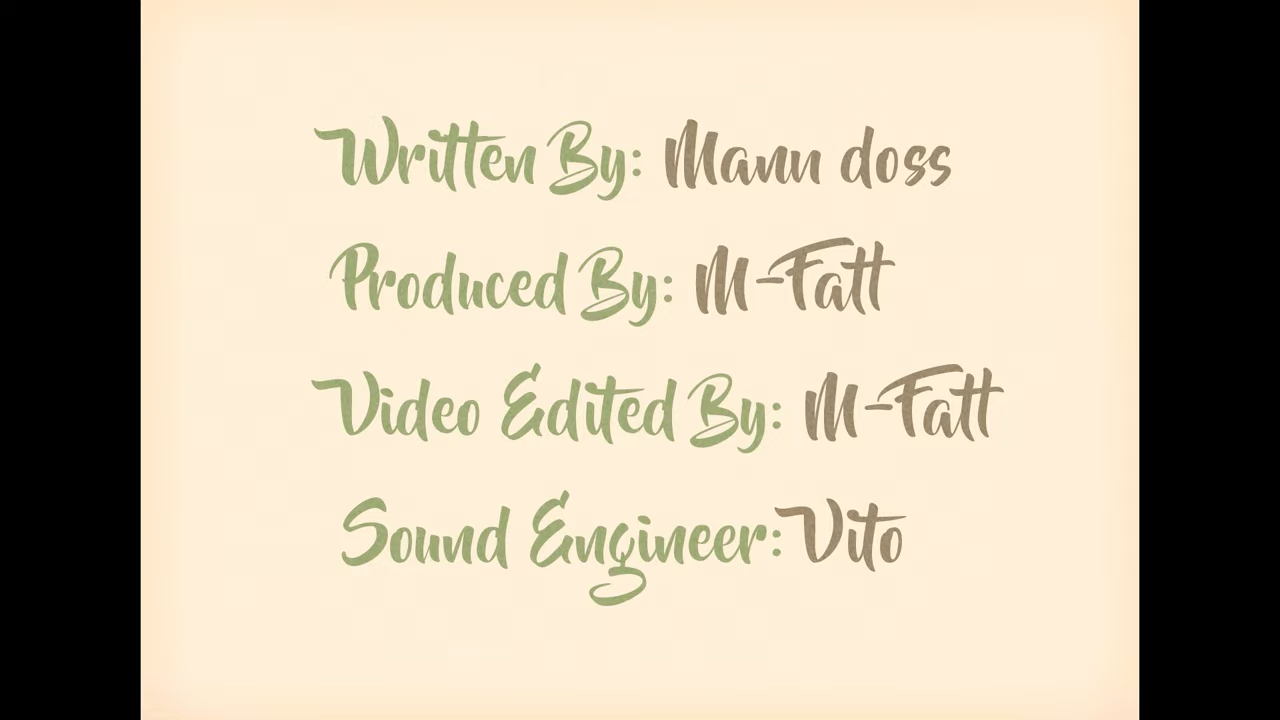 Written By: Mann doss
Produced By: M-Fatt
Video Edited By: M-Fatt
Sound Engineer:Vito